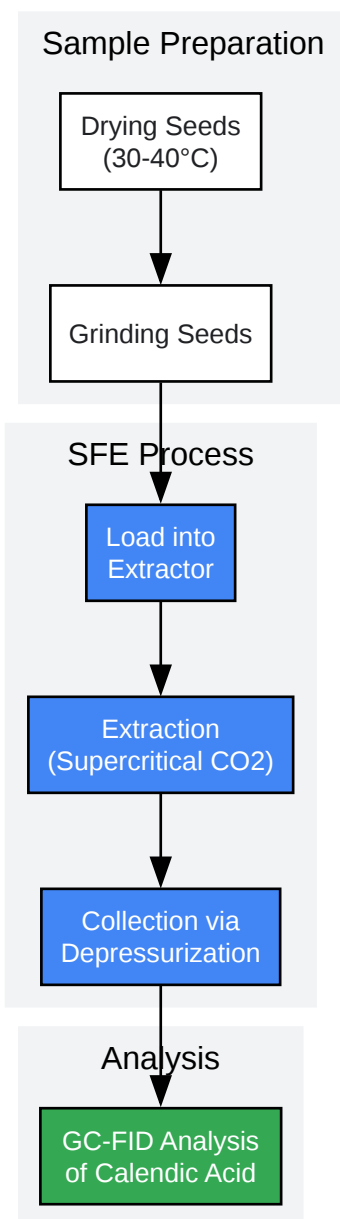 Sample Preparation
Drying Seeds
(30-40°C)
Grinding Seeds
SFE Process
Load into
Extractor
Extraction
(Supercritical CO2)
Collection via
Depressurization
Analysis
GC-FID Analysis
of Calendic Acid